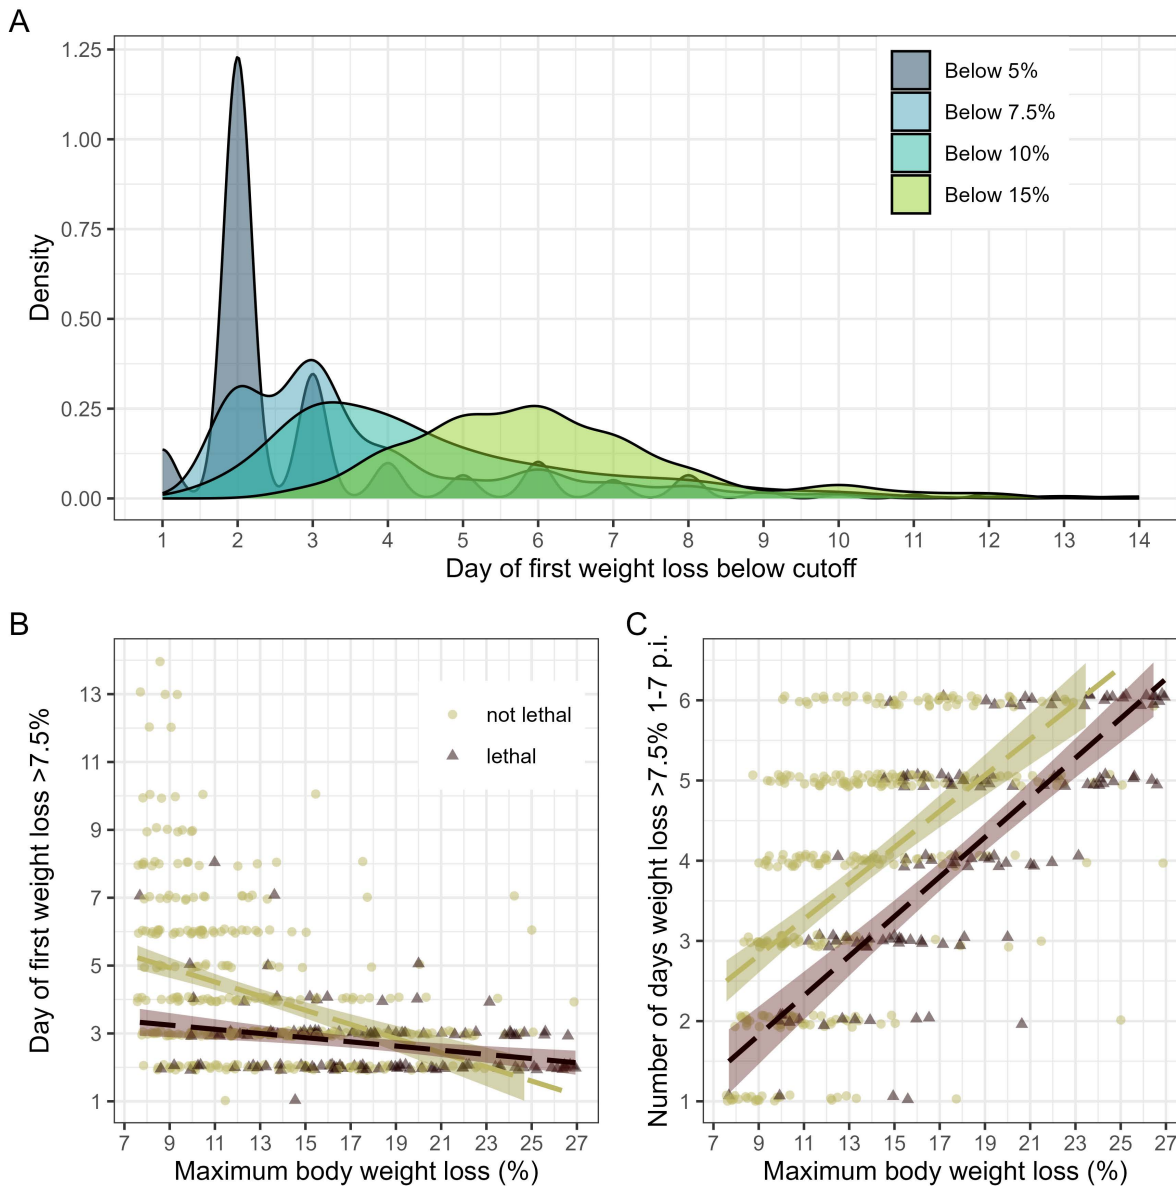 A
1.25
1.00
0.75
0.50
0.25
0.00
Density
Below 5%
Below 7.5%
Below 10%
Below 15%
1 2 3 4 5 6 7 8 9 10 11 12 13 14
Day of first weight loss below cutoff
B
13
11
9
7
5
3
1
Day of first weight loss >7.5%
not lethal
lethal
7 9 11 13 15 17 19 21 23 25 27
Maximum body weight loss (%)
C
6
5
4
3
2
1
Number of days weight loss >7.5% 1-7 p.i.
7 9 11 13 15 17 19 21 23 25 27
Maximum body weight loss (%)